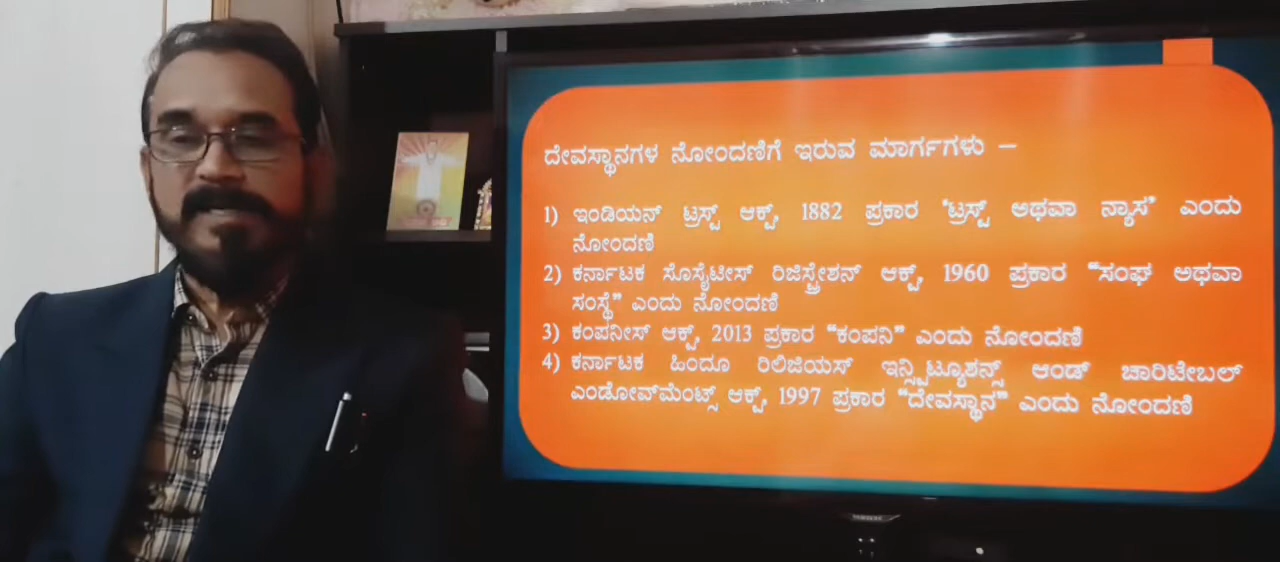 ದೇವಸ್ಥಾನಗಳ ನೋಂದಣಿಗೆ ಇರುವ ಮಾರ್ಗಗಳು –
1) ಇಂಡಿಯನ್ ಟ್ರಸ್ಟ್ ಆಕ್ಟ್, 1882 ಪ್ರಕಾರ "ಟ್ರಸ್ಟ್ ಅಥವಾ ನ್ಯಾಸ" ಎಂದು
ನೋಂದಣಿ
2) ಕರ್ನಾಟಕ ಸೊಸೈಟೀಸ್ ರಿಜಿಸ್ಟ್ರೇಶನ್ ಆಕ್ಟ್, 1960 ಪ್ರಕಾರ "ಸಂಘ ಅಥವಾ
ಸಂಸ್ಥೆ" ಎಂದು ನೋಂದಣಿ
3) ಕಂಪನೀಸ್ ಆಕ್ಟ್, 2013 ಪ್ರಕಾರ "ಕಂಪನಿ" ಎಂದು ನೋಂದಣಿ
4) ಕರ್ನಾಟಕ ಹಿಂದೂ ರಿಲಿಜಿಯಸ್ ಇನ್ಸ್ಟಿಟ್ಯೂಶನ್ಸ್ ಆಂಡ್ ಚಾರಿಟೇಬಲ್
ಎಂಡೋವ್‌ಮೆಂಟ್ಸ್ ಆಕ್ಟ್, 1997 ಪ್ರಕಾರ "ದೇವಸ್ಥಾನ" ಎಂದು ನೋಂದಣಿ
SAMSUNG